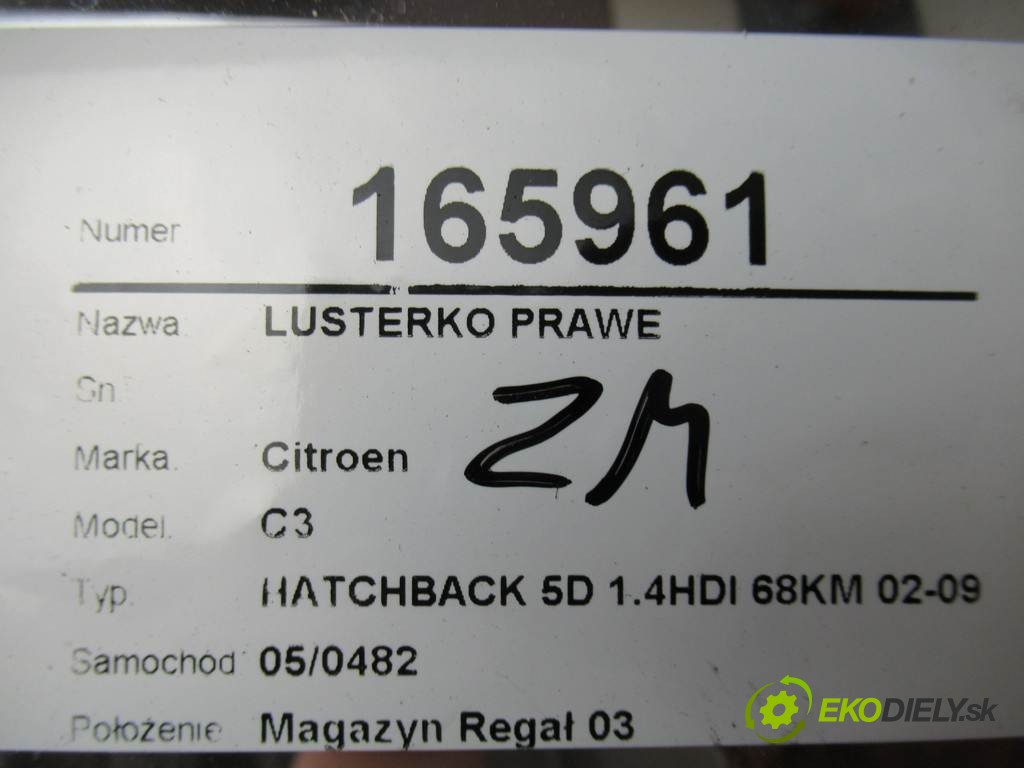 Numer 165961
Nazwa LUSTERKO PRAWE
Sn.
ZM
Marka. Citroen
Model. C3
Typ. HATCHBACK 5D 1.4HDI 68KM 02-09
Samochód 05/0482
Położenie Magazyn Regał 03
EKODIELY.sk